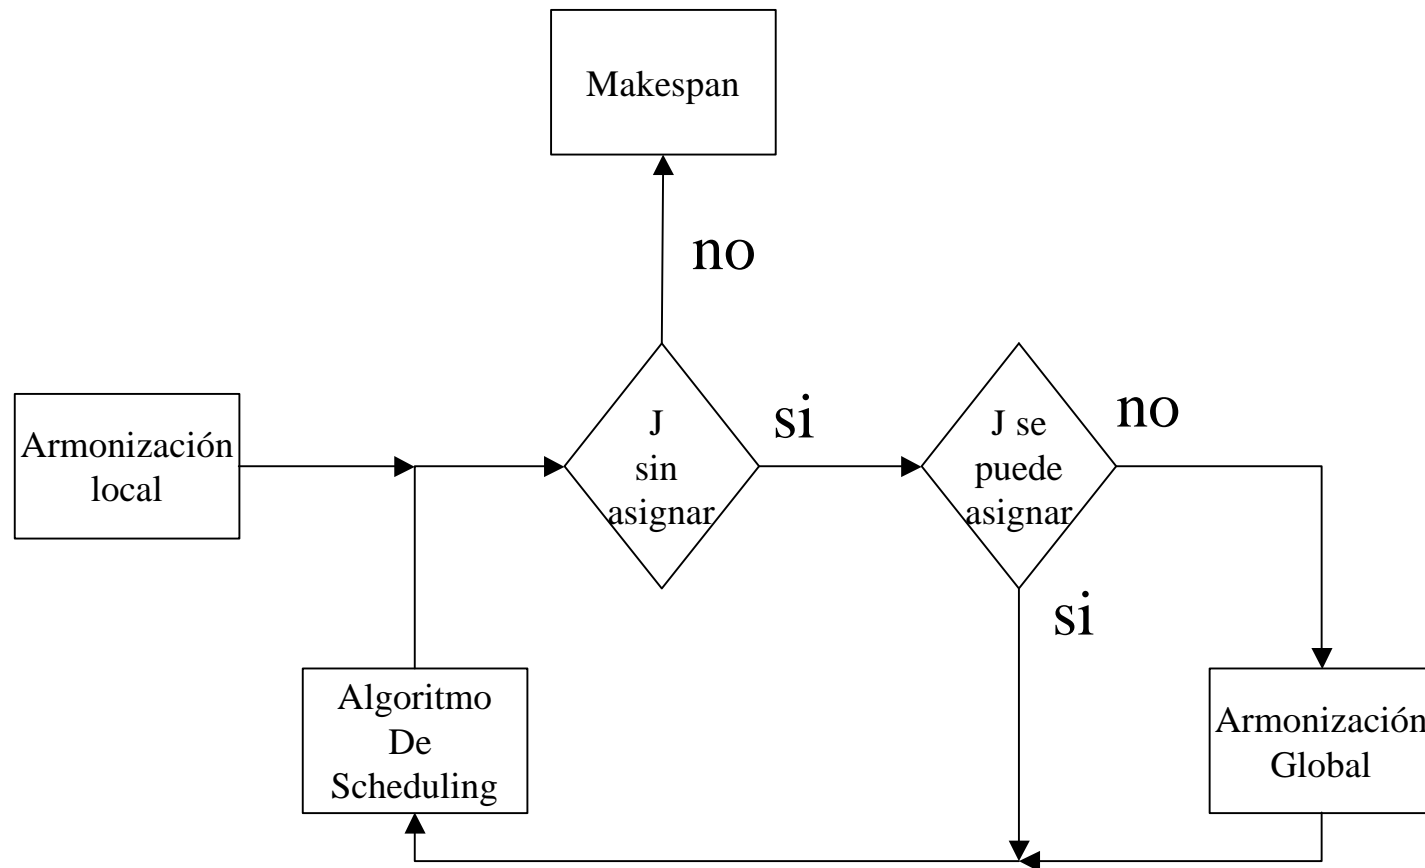 Makespan
no
Armonización
local
J
sin
asignar
si
J se
puede
asignar
no
si
Algoritmo
De
Scheduling
Armonización
Global